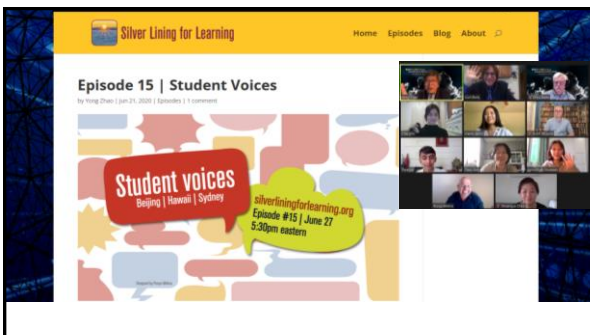 Silver Lining for Learning
Home Episodes Blog About
Episode 15 | Student Voices
by Yong Zhao | Jun 21, 2020 | Episodes | 1 comment
Student voices
Beijing | Hawaii | Sydney
silverliningforlearning.org
Episode #15 | June 27
5:30pm eastern